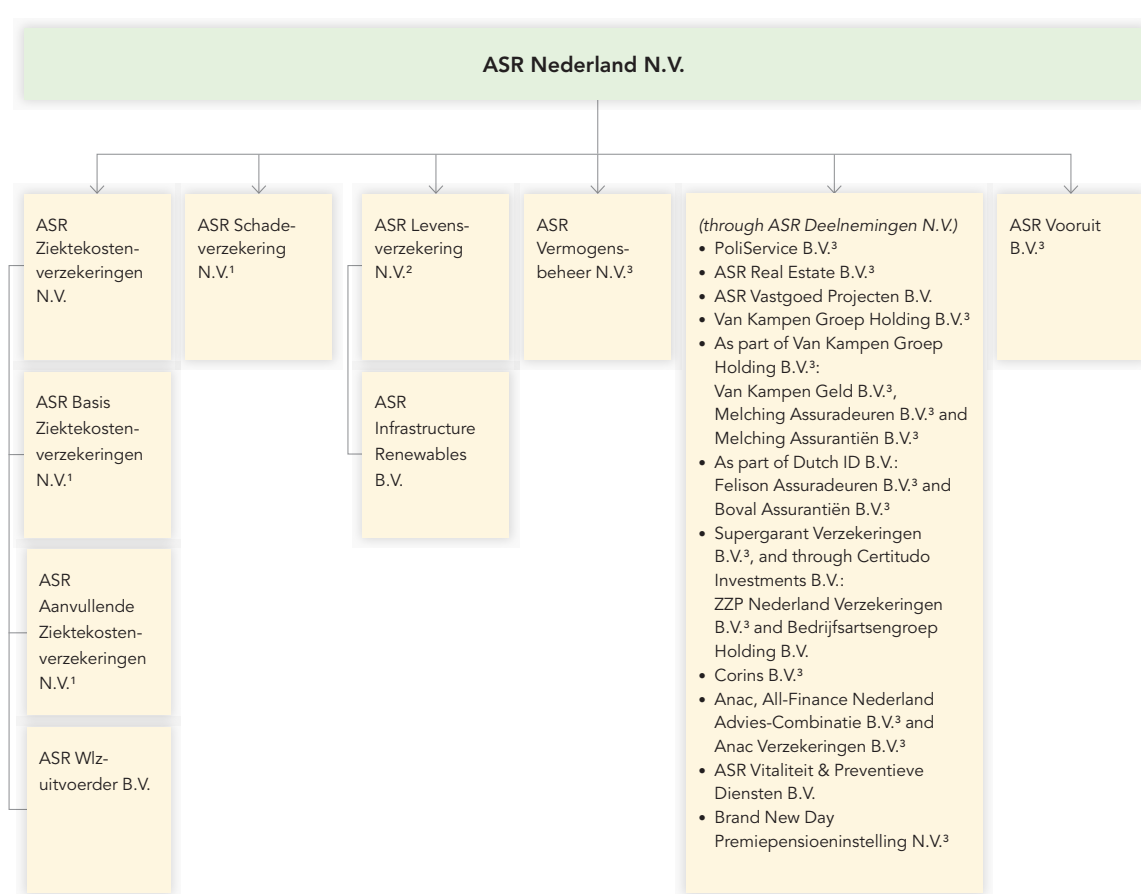 ASR Nederland N.V.
ASR
Ziektekosten-
verzekeringen
N.V.
ASR Basis
Ziektekosten-
verzekeringen
N.V.¹
ASR
Aanvullende
Ziektekosten-
verzekeringen
N.V.¹
ASR Wlz-
uitvoerder B.V.
ASR Schade-
verzekering
N.V.¹
ASR Levens-
verzekering
N.V.²
ASR
Infrastructure
Renewables
B.V.
ASR
Vermogens-
beheer N.V.³
(through ASR Deelnemingen N.V.)
• PoliService B.V.³
• ASR Real Estate B.V.³
• ASR Vastgoed Projecten B.V.
• Van Kampen Groep Holding B.V.³
• As part of Van Kampen Groep
Holding B.V.³:
Van Kampen Geld B.V.³,
Melching Assuradeuren B.V.³ and
Melching Assurantiën B.V.³
• As part of Dutch ID B.V.:
Felison Assuradeuren B.V.³ and
Boval Assurantiën B.V.³
• Supergarant Verzekeringen
B.V.³, and through Certitudo
Investments B.V.:
ZZP Nederland Verzekeringen
B.V.³ and Bedrijfsartsengroep
Holding B.V.
• Corins B.V.³
• Anac, All-Finance Nederland
Advies-Combinatie B.V.³ and
Anac Verzekeringen B.V.³
• ASR Vitaliteit & Preventieve
Diensten B.V.
• Brand New Day
Premiepensioeninstelling N.V.³
ASR Vooruit
B.V.³